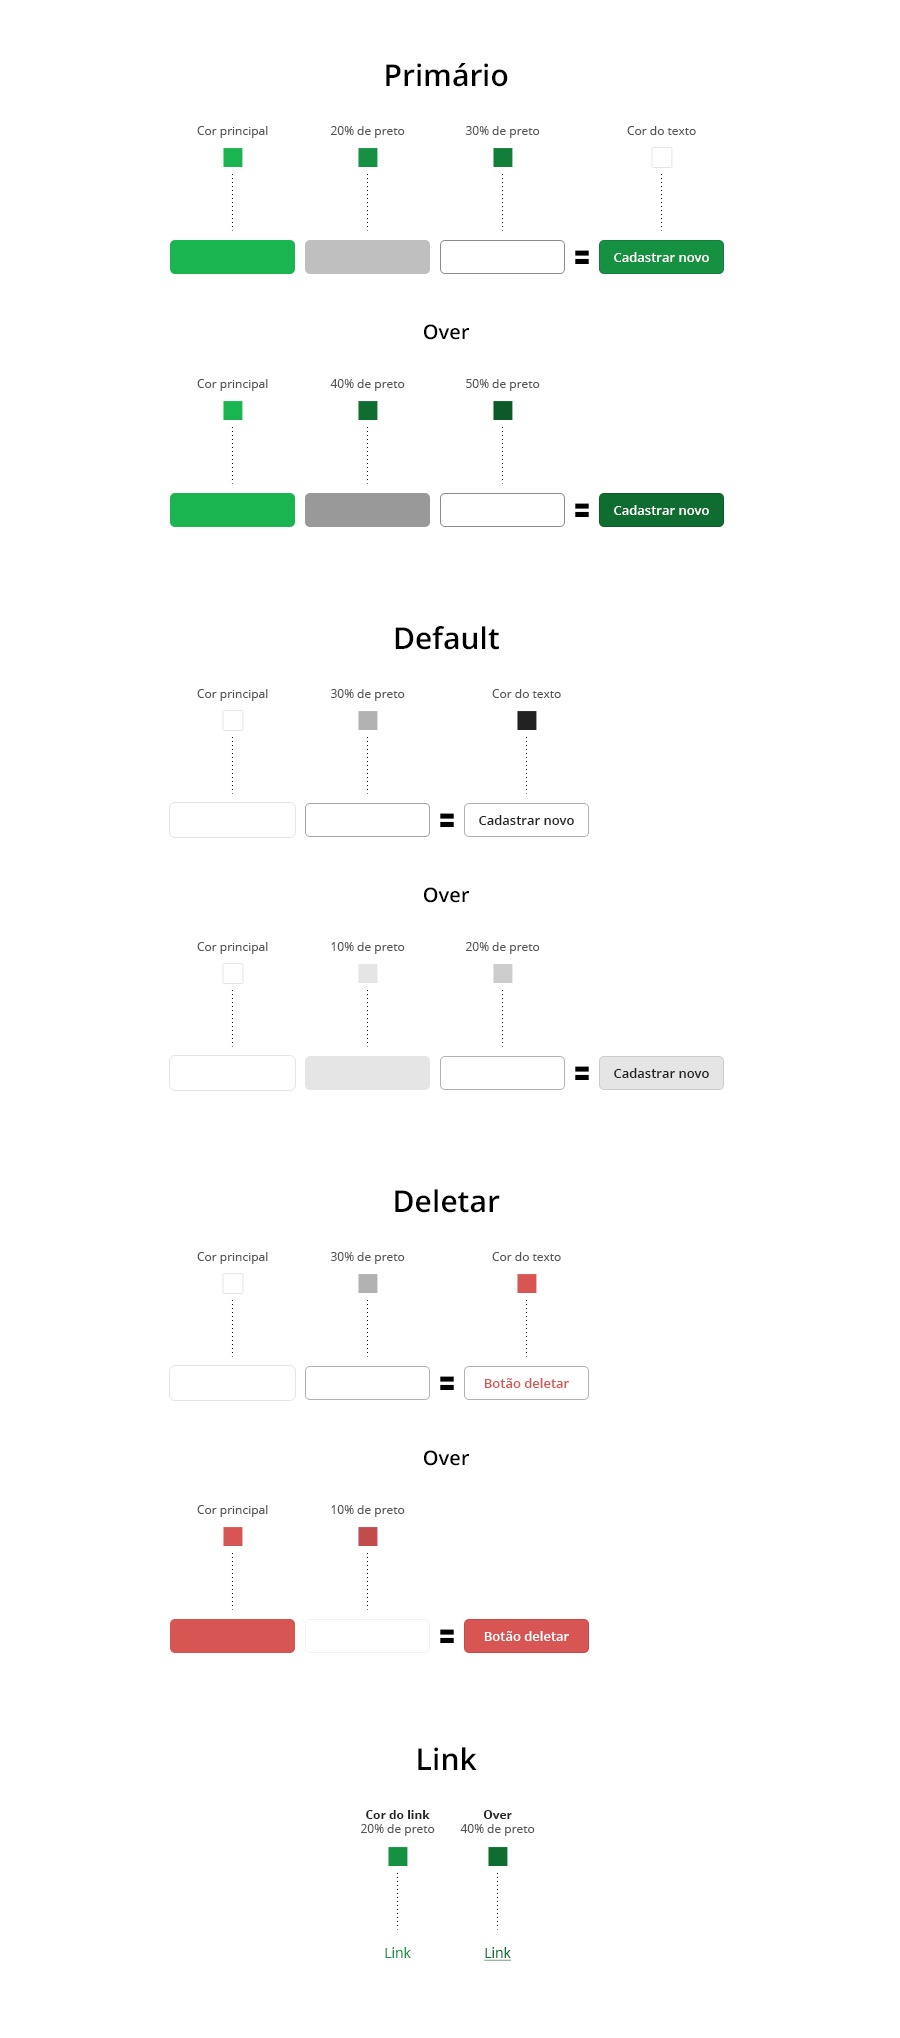 Primário
Cor principal
20% de preto
30% de preto
Cor do texto
Cadastrar novo
Over
Cor principal
40% de preto
50% de preto
Cadastrar novo
Default
Cor principal
30% de preto
Cor do texto
Cadastrar novo
Over
Cor principal
10% de preto
20% de preto
Cadastrar novo
Deletar
Cor principal
30% de preto
Cor do texto
Botão deletar
Over
Cor principal
10% de preto
Botão deletar
Link
Cor do link
20% de preto
Over
40% de preto
Link
Link